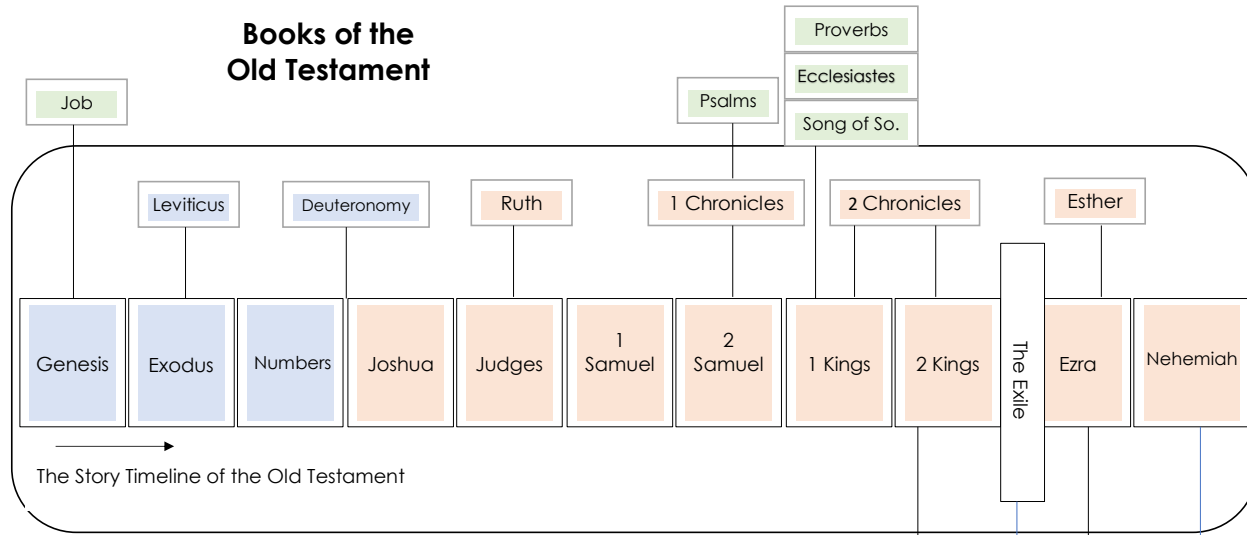 Books of the
Old Testament
Proverbs
Ecclesiastes
Song of So.
Job
Psalms
Leviticus
Deuteronomy
Ruth
1 Chronicles
2 Chronicles
Esther
Genesis
Exodus
Numbers
Joshua
Judges
1
Samuel
2
Samuel
1 Kings
2 Kings
The Exile
Ezra
Nehemiah
The Story Timeline of the Old Testament